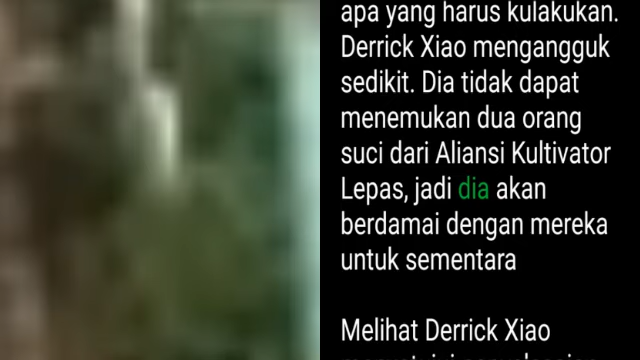 apa yang harus kulakukan.
Derrick Xiao mengangguk
sedikit. Dia tidak dapat
menemukan dua orang
suci dari Aliansi Kultivator
Lepas, jadi dia akan
berdamai dengan mereka
untuk sementara
Melihat Derrick Xiao